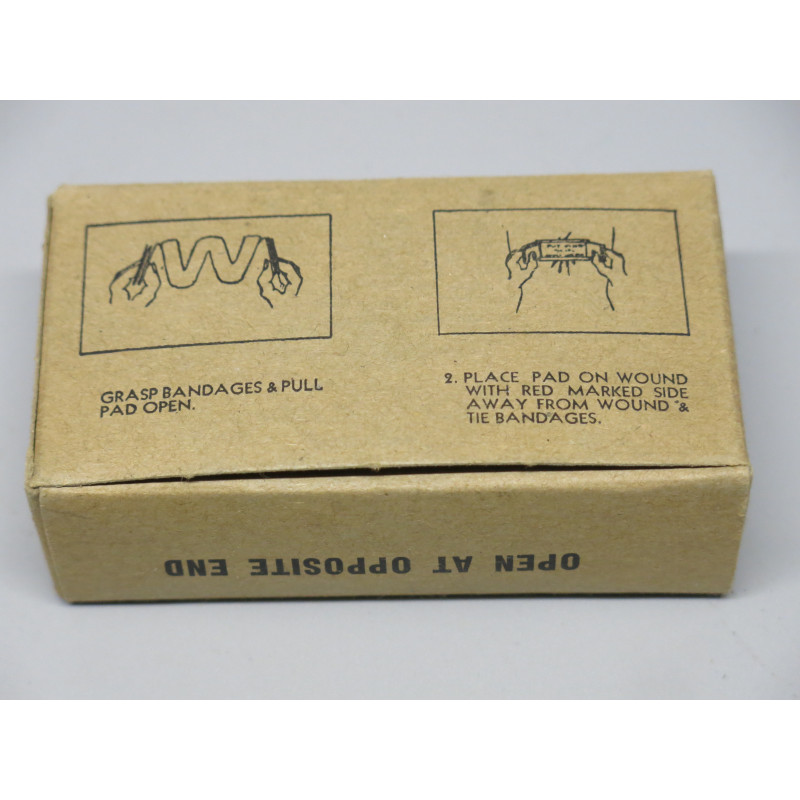 GRASP BANDAGES & PULL
PAD OPEN.
2. PLACE PAD ON WOUND
WITH RED MARKED SIDE
AWAY FROM WOUND &
TIE BANDAGES.
OPEN AT OPPOSITE END